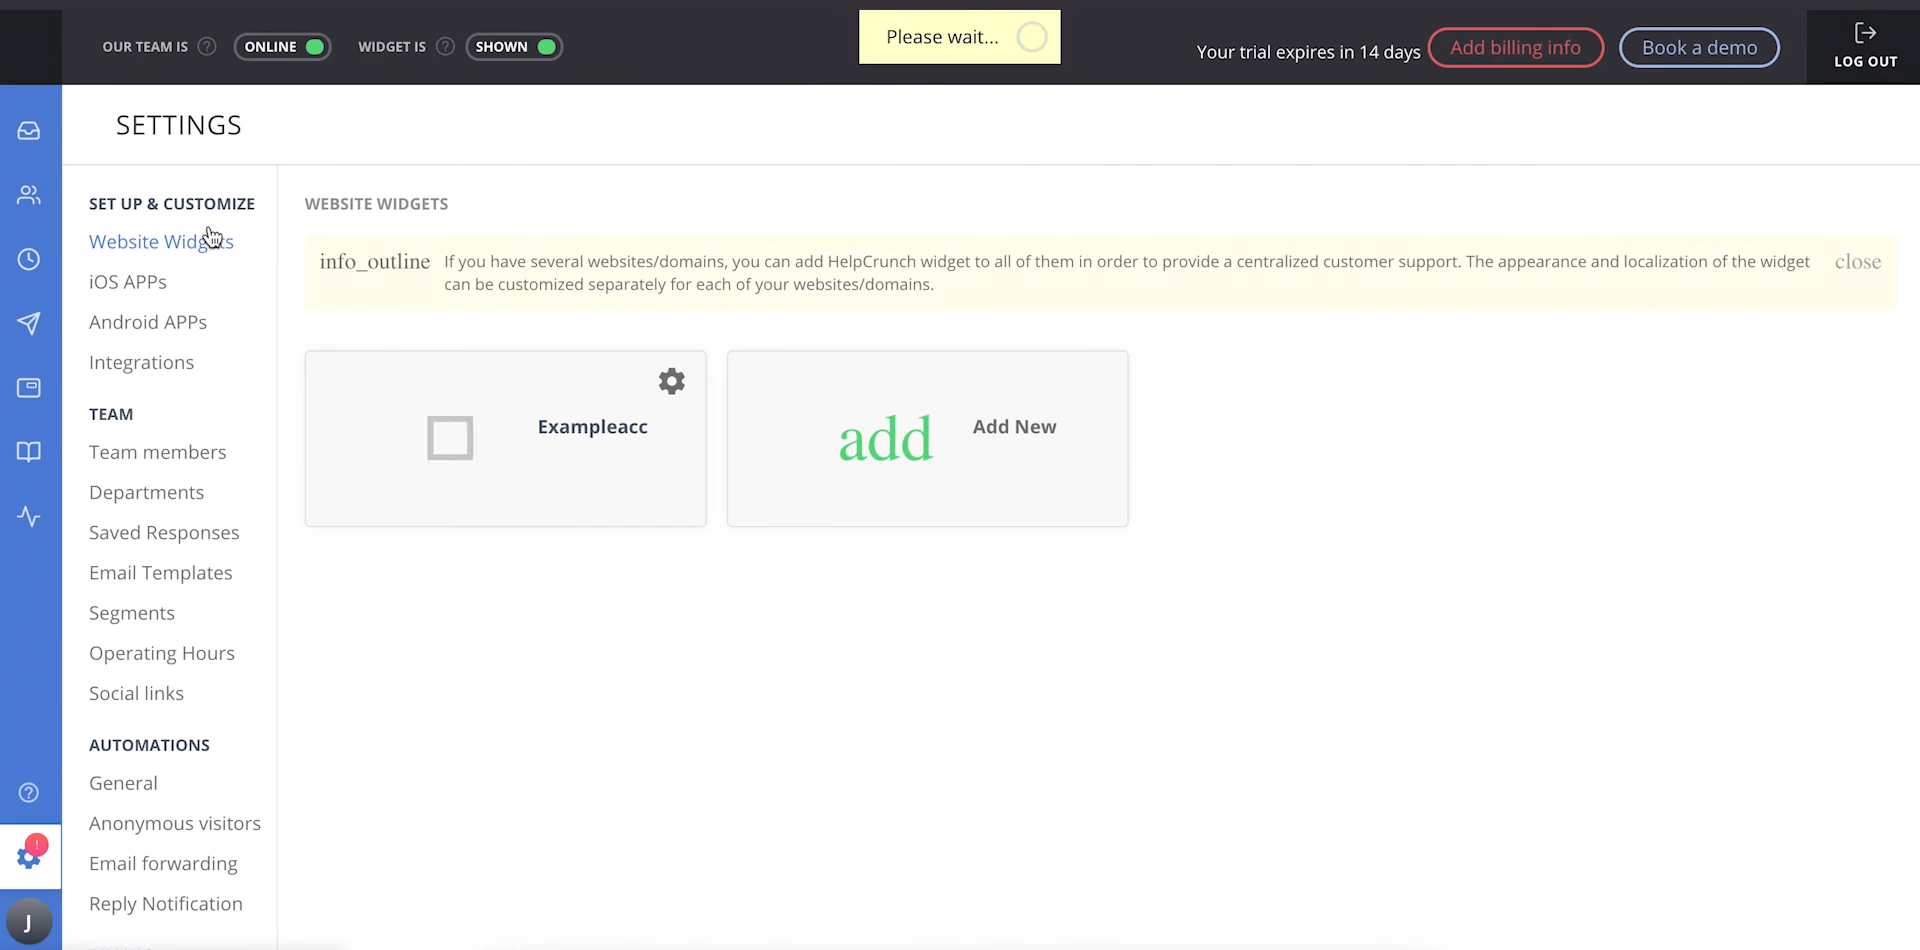 OUR TEAM IS ? ONLINE WIDGET IS ? SHOWN
Please wait...
Your trial expires in 14 days Add billing info Book a demo
LOG OUT
SETTINGS
SET UP & CUSTOMIZE
Website Widgets
iOS APPs
Android APPs
Integrations
TEAM
Team members
Departments
Saved Responses
Email Templates
Segments
Operating Hours
Social links
AUTOMATIONS
General
Anonymous visitors
Email forwarding
Reply Notification
WEBSITE WIDGETS
info_outline If you have several websites/domains, you can add HelpCrunch widget to all of them in order to provide a centralized customer support. The appearance and localization of the widget close
can be customized separately for each of your websites/domains.
Exampleacc
add Add New
?
!
J